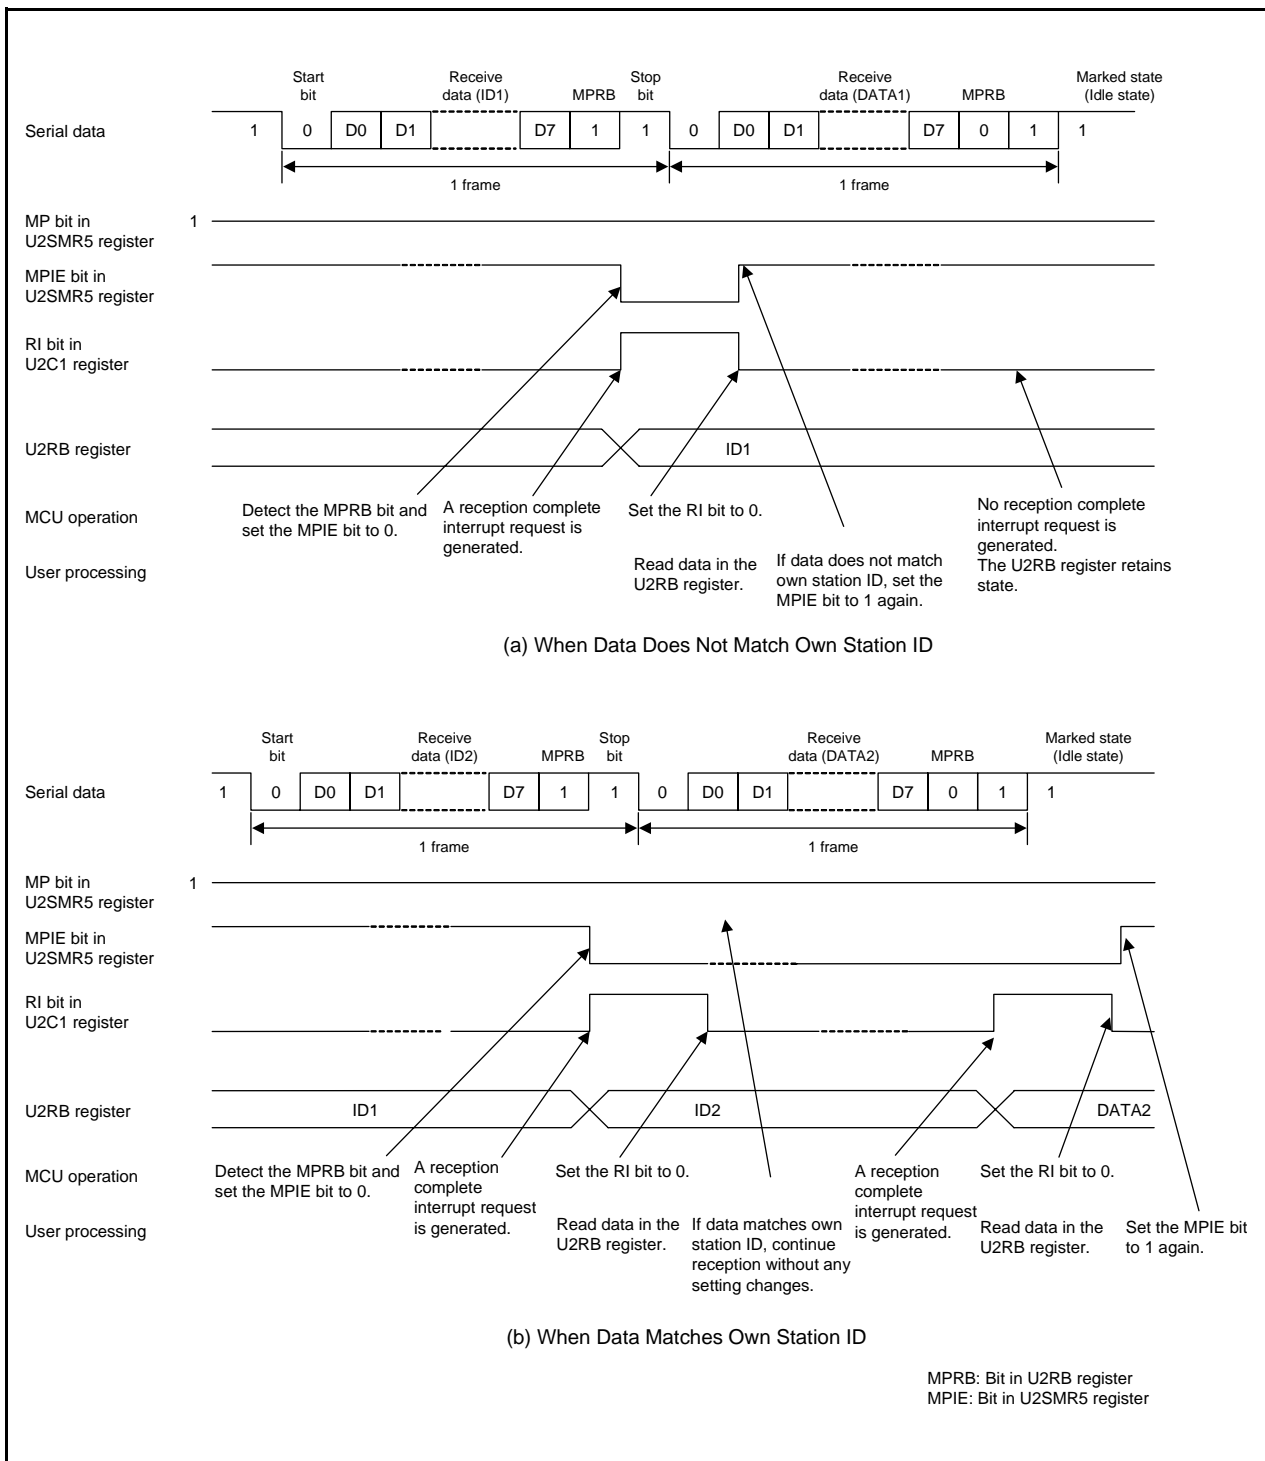 Start
bit
Receive
data (ID1)
MPRB
Stop
bit
Receive
data (DATA1)
MPRB
Marked state
(Idle state)
Serial data
1 0 D0 D1 D7 1 1 0 D0 D1 D7 0 1 1
1 frame
1 frame
MP bit in
U2SMR5 register
1
MPIE bit in
U2SMR5 register
RI bit in
U2C1 register
U2RB register
ID1
MCU operation
Detect the MPRB bit and
set the MPIE bit to 0.
A reception complete
interrupt request is
generated.
Set the RI bit to 0.
No reception complete
interrupt request is
generated.
The U2RB register retains
state.
User processing
Read data in the
U2RB register.
If data does not match
own station ID, set the
MPIE bit to 1 again.
(a) When Data Does Not Match Own Station ID
Start
bit
Receive
data (ID2)
MPRB
Stop
bit
Receive
data (DATA2)
MPRB
Marked state
(Idle state)
Serial data
1 0 D0 D1 D7 1 1 0 D0 D1 D7 0 1 1
1 frame
1 frame
MP bit in
U2SMR5 register
1
MPIE bit in
U2SMR5 register
RI bit in
U2C1 register
U2RB register
ID1
ID2
DATA2
MCU operation
Detect the MPRB bit and
set the MPIE bit to 0.
A reception
complete
interrupt request
is generated.
Set the RI bit to 0.
A reception
complete
interrupt request
is generated.
Set the RI bit to 0.
User processing
Read data in the
U2RB register.
If data matches own
station ID, continue
reception without any
setting changes.
Read data in the
U2RB register.
Set the MPIE bit
to 1 again.
(b) When Data Matches Own Station ID
MPRB: Bit in U2RB register
MPIE: Bit in U2SMR5 register